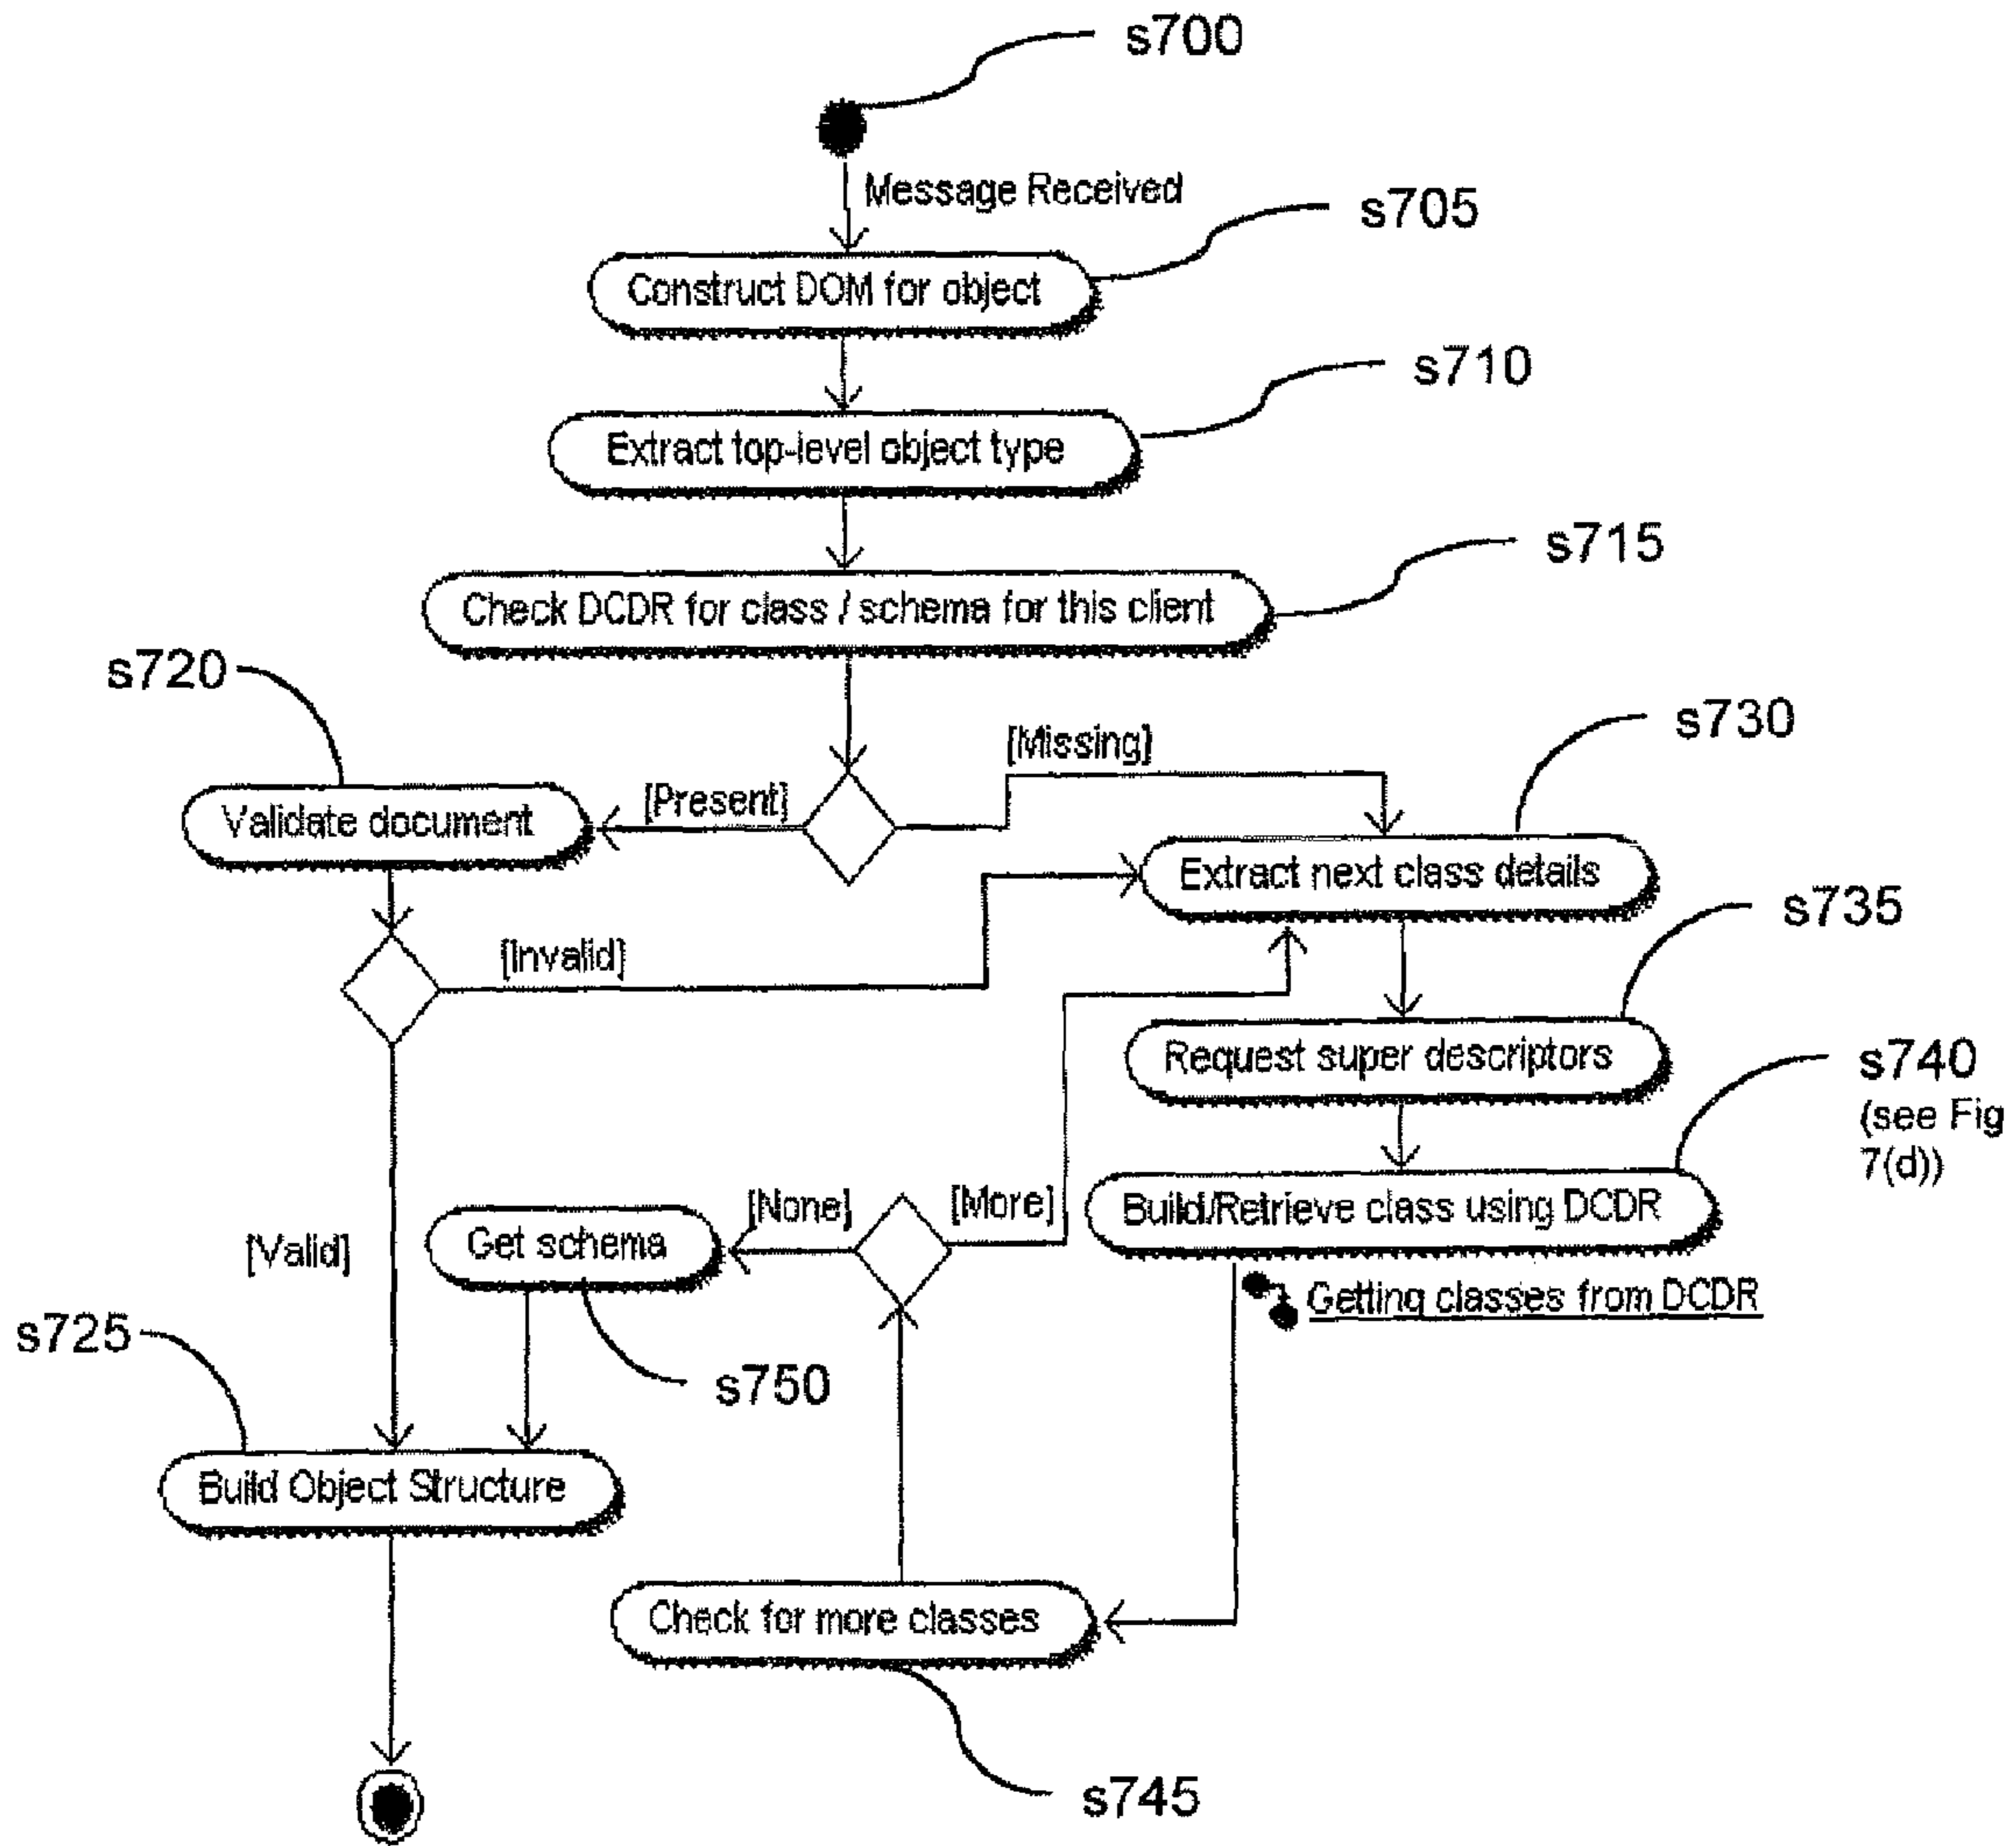 s700
Message Received
s705
Construct DOM for object
s710
Extract top-level object type
s715
Check DCDR for class / schema for this client
s720
[Missing]
s730
[Present]
Validate document
Extract next class details
s735
[Invalid]
Request super descriptors
s740
(see Fig
7(d))
[None]
[More]
Build/Retrieve class using DCDR
[Valid]
Get schema
Getting classes from DCDR
s725
s750
Build Object Structure
Check for more classes
s745